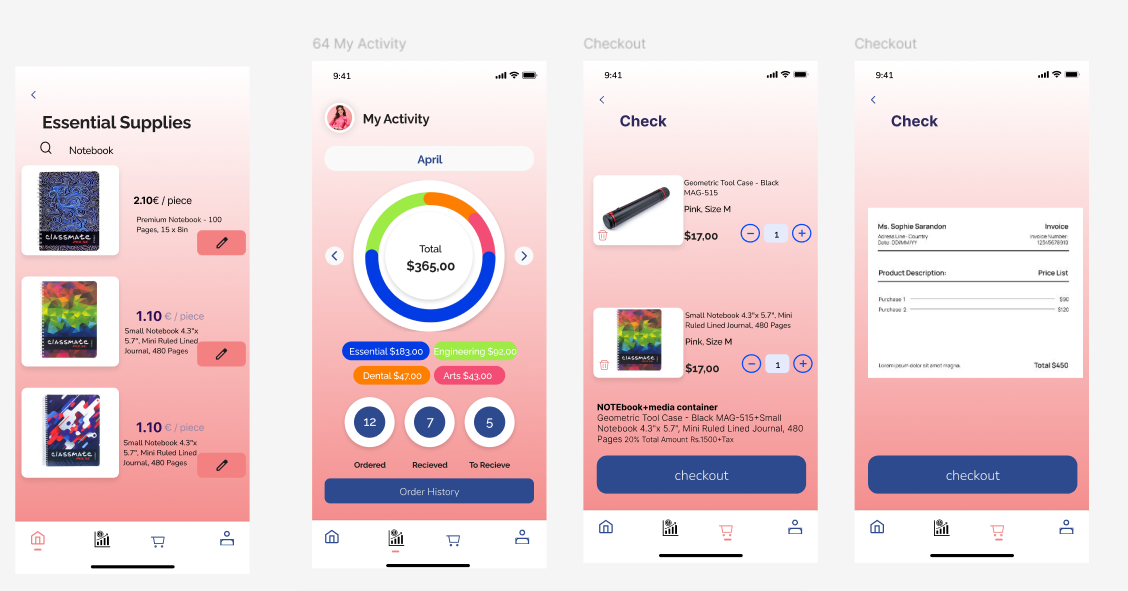 64 My Activity
Checkout
Checkout
Essential Supplies
Notebook
CLASSMATE
2.10€ / piece
Premium Notebook - 100
Pages, 15 x Bin
CLASSMATE
1.10 € / piece
Small Notebook 4.3"x
5.7", Mini Ruled Lined
Journal, 480 Pages
CLASSMATE
1.10 € / piece
Small Notebook 4.3"x
5.7", Mini Ruled Lined
Journal, 480 Pages
9:41
My Activity
April
Total
$365,00
Essential $183.00
Engineering $92,00
Dental $47.00
Arts $43.00
12
7
5
Ordered
Recieved
To Recieve
Order History
9:41
Check
Geometric Tool Case - Black
MAG-515
Pink, Size M
$17,00
1
CLASSMATE
Small Notebook 4.3" x 5.7", Mini
Ruled Lined Journal, 480 Pages
Pink, Size M
$17,00
1
NOTEbook+media container
Geometric Tool Case - Black MAG-515+Small
Notebook 4.3" x 5.7", Mini Ruled Lined Journal, 480
Pages 20% Total Amount Rs.1500+Tax
checkout
9:41
Check
Ms. Sophie Sarandon
Invoice
Adress Line- Country
Invoice Number:
Date: DD/MM/YY
12345678910
Product Description:
Price List
Purchase 1
$90
Purchase 2
$120
Lorem ipsum dolor sit amet magna.
Total $450
checkout